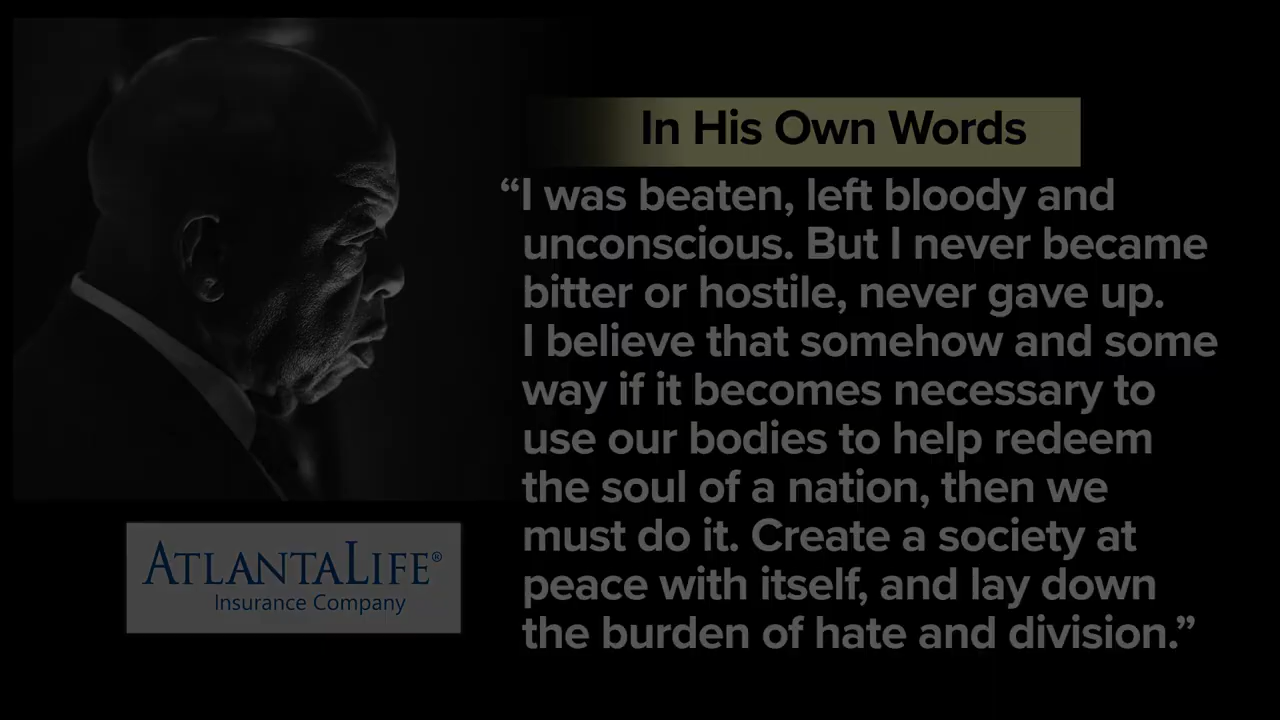 In His Own Words
“I was beaten, left bloody and
unconscious. But I never became
bitter or hostile, never gave up.
I believe that somehow and some
way if it becomes necessary to
use our bodies to help redeem
the soul of a nation, then we
must do it. Create a society at
peace with itself, and lay down
the burden of hate and division.”
ATLANTALIFE®
Insurance Company